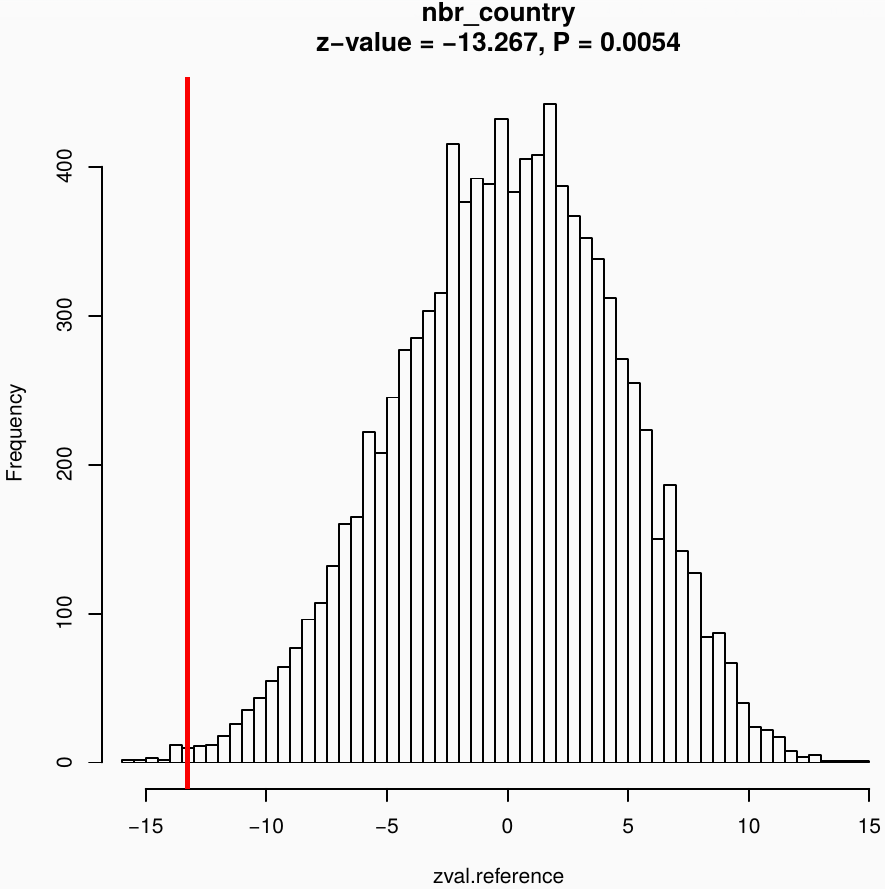 nbr_country
z−value = −13.267, P = 0.0054
400
300
200
100
0
Frequency
−15 −10 −5 0 5 10 15
zval.reference